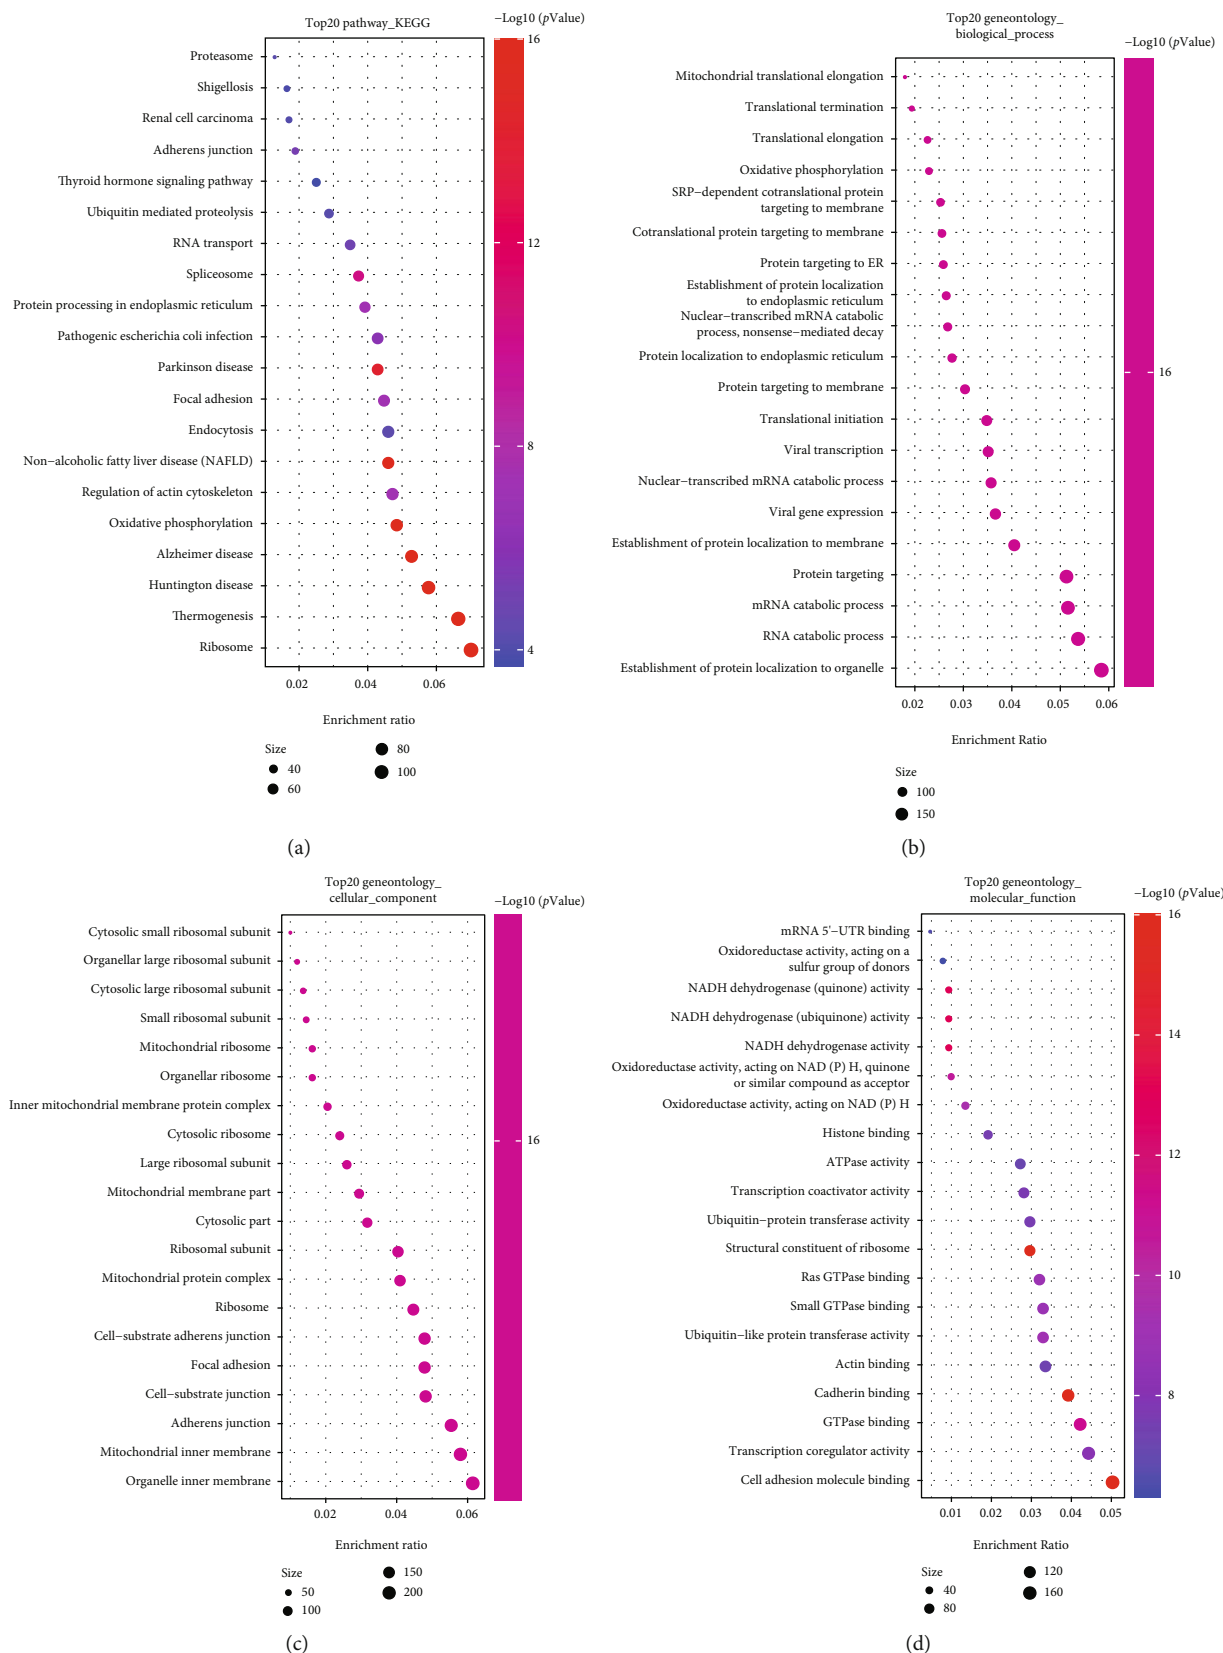 Top20 pathway_KEGG
−Log10 (pValue)
Proteasome
Shigellosis
Renal cell carcinoma
Adherens junction
Thyroid hormone signaling pathway
Ubiquitin mediated proteolysis
RNA transport
Spliceosome
Protein processing in endoplasmic reticulum
Pathogenic escherichia coli infection
Parkinson disease
Focal adhesion
Endocytosis
Non−alcoholic fatty liver disease (NAFLD)
Regulation of actin cytoskeleton
Oxidative phosphorylation
Alzheimer disease
Huntington disease
Thermogenesis
Ribosome
16
12
8
4
0.02 0.04 0.06
Enrichment ratio
Size
40
60
80
100
(a)
Top20 geneontology_
biological_process
−Log10 (pValue)
Mitochondrial translational elongation
Translational termination
Translational elongation
Oxidative phosphorylation
SRP−dependent cotranslational protein
targeting to membrane
Cotranslational protein targeting to membrane
Protein targeting to ER
Establishment of protein localization
to endoplasmic reticulum
Nuclear−transcribed mRNA catabolic
process, nonsense−mediated decay
Protein localization to endoplasmic reticulum
Protein targeting to membrane
Translational initiation
Viral transcription
Nuclear−transcribed mRNA catabolic process
Viral gene expression
Establishment of protein localization to membrane
Protein targeting
mRNA catabolic process
RNA catabolic process
Establishment of protein localization to organelle
16
0.02 0.03 0.04 0.05 0.06
Enrichment Ratio
Size
100
150
(b)
Top20 geneontology_
cellular_component
−Log10 (pValue)
Cytosolic small ribosomal subunit
Organellar large ribosomal subunit
Cytosolic large ribosomal subunit
Small ribosomal subunit
Mitochondrial ribosome
Organellar ribosome
Inner mitochondrial membrane protein complex
Cytosolic ribosome
Large ribosomal subunit
Mitochondrial membrane part
Cytosolic part
Ribosomal subunit
Mitochondrial protein complex
Ribosome
Cell−substrate adherens junction
Focal adhesion
Cell−substrate junction
Adherens junction
Mitochondrial inner membrane
Organelle inner membrane
16
0.02 0.04 0.06
Enrichment ratio
Size
50
100
150
200
(c)
Top20 geneontology_
molecular_function
−Log10 (pValue)
mRNA 5'−UTR binding
Oxidoreductase activity, acting on a
sulfur group of donors
NADH dehydrogenase (quinone) activity
NADH dehydrogenase (ubiquinone) activity
NADH dehydrogenase activity
Oxidoreductase activity, acting on NAD (P) H, quinone
or similar compound as acceptor
Oxidoreductase activity, acting on NAD (P) H
Histone binding
ATPase activity
Transcription coactivator activity
Ubiquitin−protein transferase activity
Structural constituent of ribosome
Ras GTPase binding
Small GTPase binding
Ubiquitin−like protein transferase activity
Actin binding
Cadherin binding
GTPase binding
Transcription coregulator activity
Cell adhesion molecule binding
16
14
12
10
8
0.01 0.02 0.03 0.04 0.05
Enrichment Ratio
Size
40
80
120
160
(d)